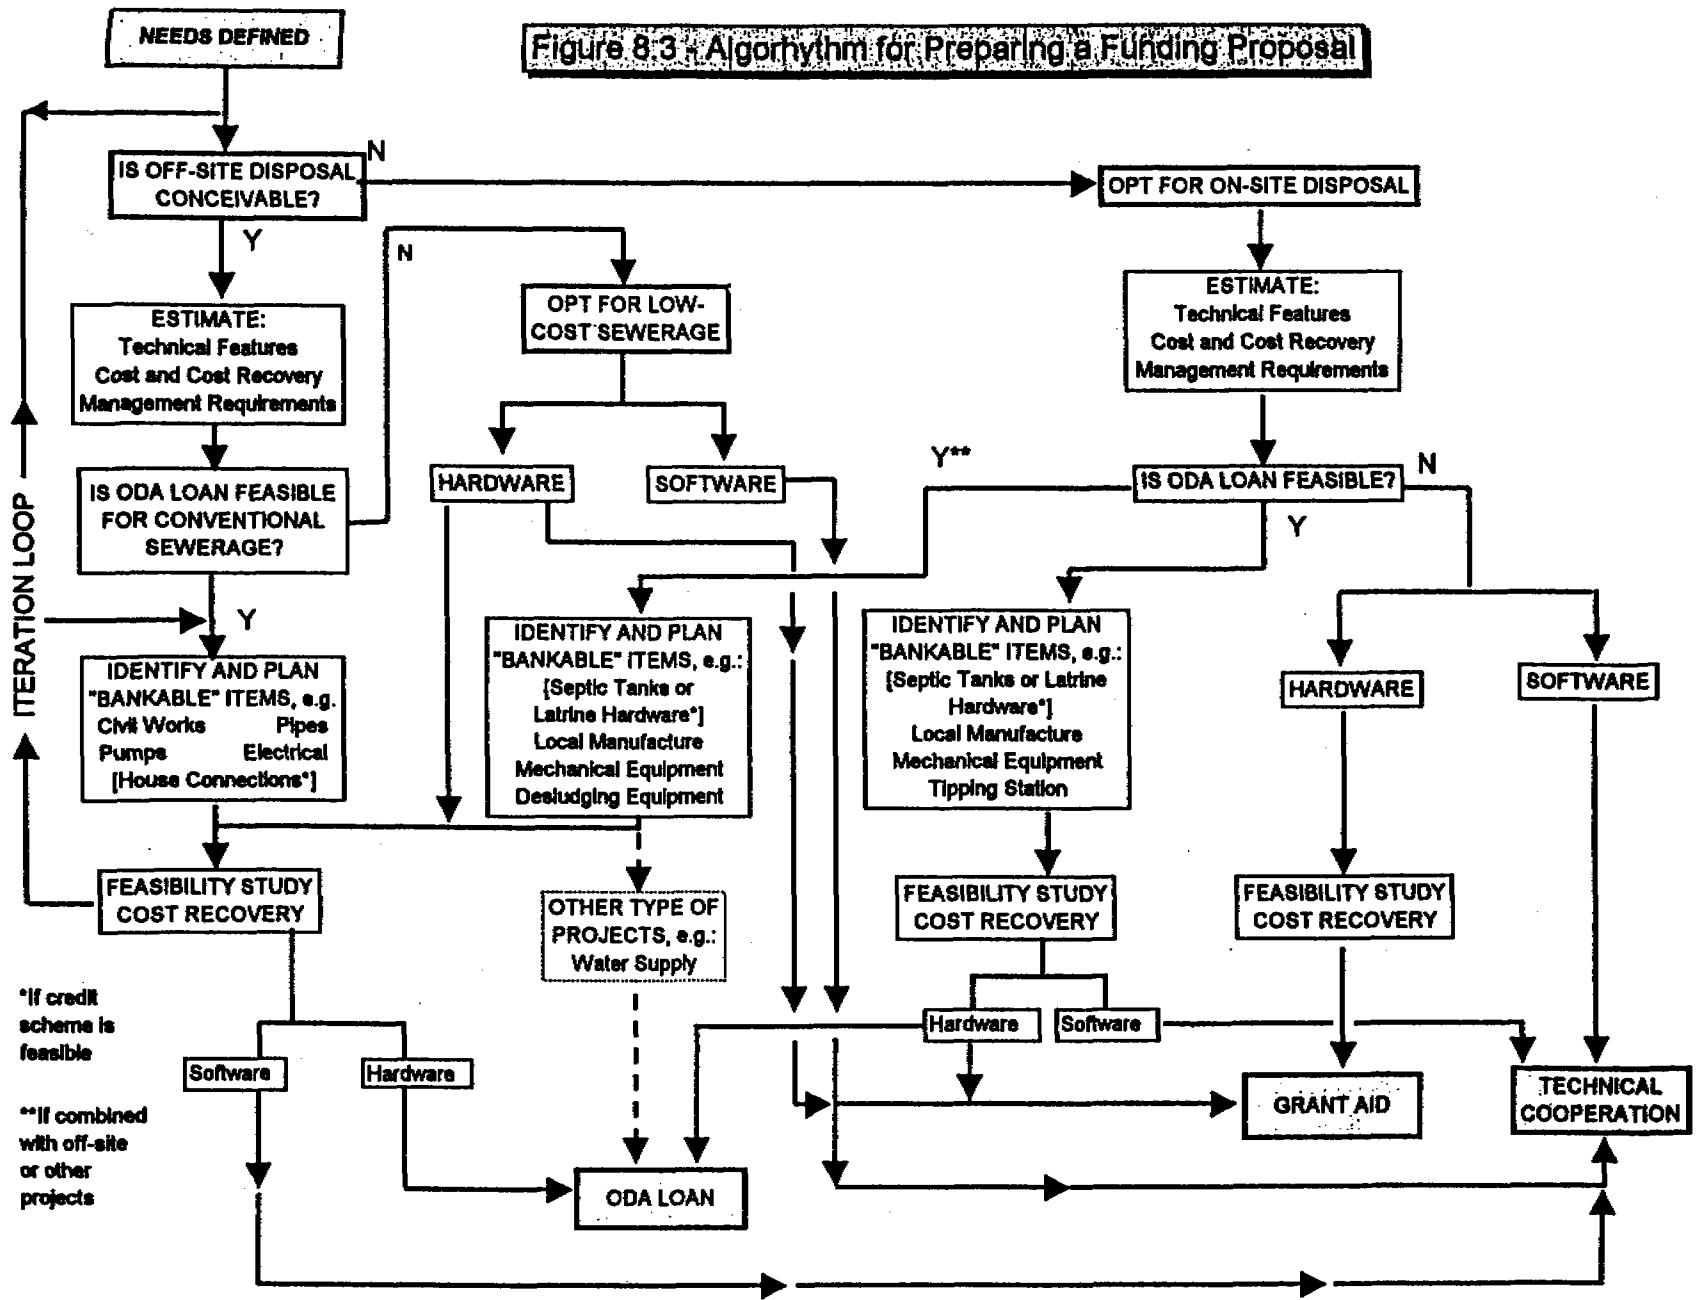 NEEDS DEFINED
Figure 8.3 - Algorhythm for Preparing a Funding Proposal
IS OFF-SITE DISPOSAL
CONCEIVABLE?
N
Y
OPT FOR ON-SITE DISPOSAL
N
OPT FOR LOW-
COST SEWERAGE
ESTIMATE:
Technical Features
Cost and Cost Recovery
Management Requirements
ESTIMATE:
Technical Features
Cost and Cost Recovery
Management Requirements
IS ODA LOAN FEASIBLE
FOR CONVENTIONAL
SEWERAGE?
Y
HARDWARE
SOFTWARE
Y**
IS ODA LOAN FEASIBLE?
N
Y
ITERATION LOOP
IDENTIFY AND PLAN
"BANKABLE" ITEMS, e.g.
Civil Works Pipes
Pumps Electrical
[House Connections*]
IDENTIFY AND PLAN
"BANKABLE" ITEMS, e.g.:
[Septic Tanks or
Latrine Hardware*]
Local Manufacture
Mechanical Equipment
Desludging Equipment
IDENTIFY AND PLAN
"BANKABLE" ITEMS, e.g.:
[Septic Tanks or Latrine
Hardware*]
Local Manufacture
Mechanical Equipment
Tipping Station
HARDWARE
SOFTWARE
FEASIBILITY STUDY
COST RECOVERY
OTHER TYPE OF
PROJECTS, e.g.:
Water Supply
FEASIBILITY STUDY
COST RECOVERY
FEASIBILITY STUDY
COST RECOVERY
*If credit
scheme is
feasible
Software
Hardware
Hardware
Software
**If combined
with off-site
or other
projects
ODA LOAN
GRANT AID
TECHNICAL
COOPERATION